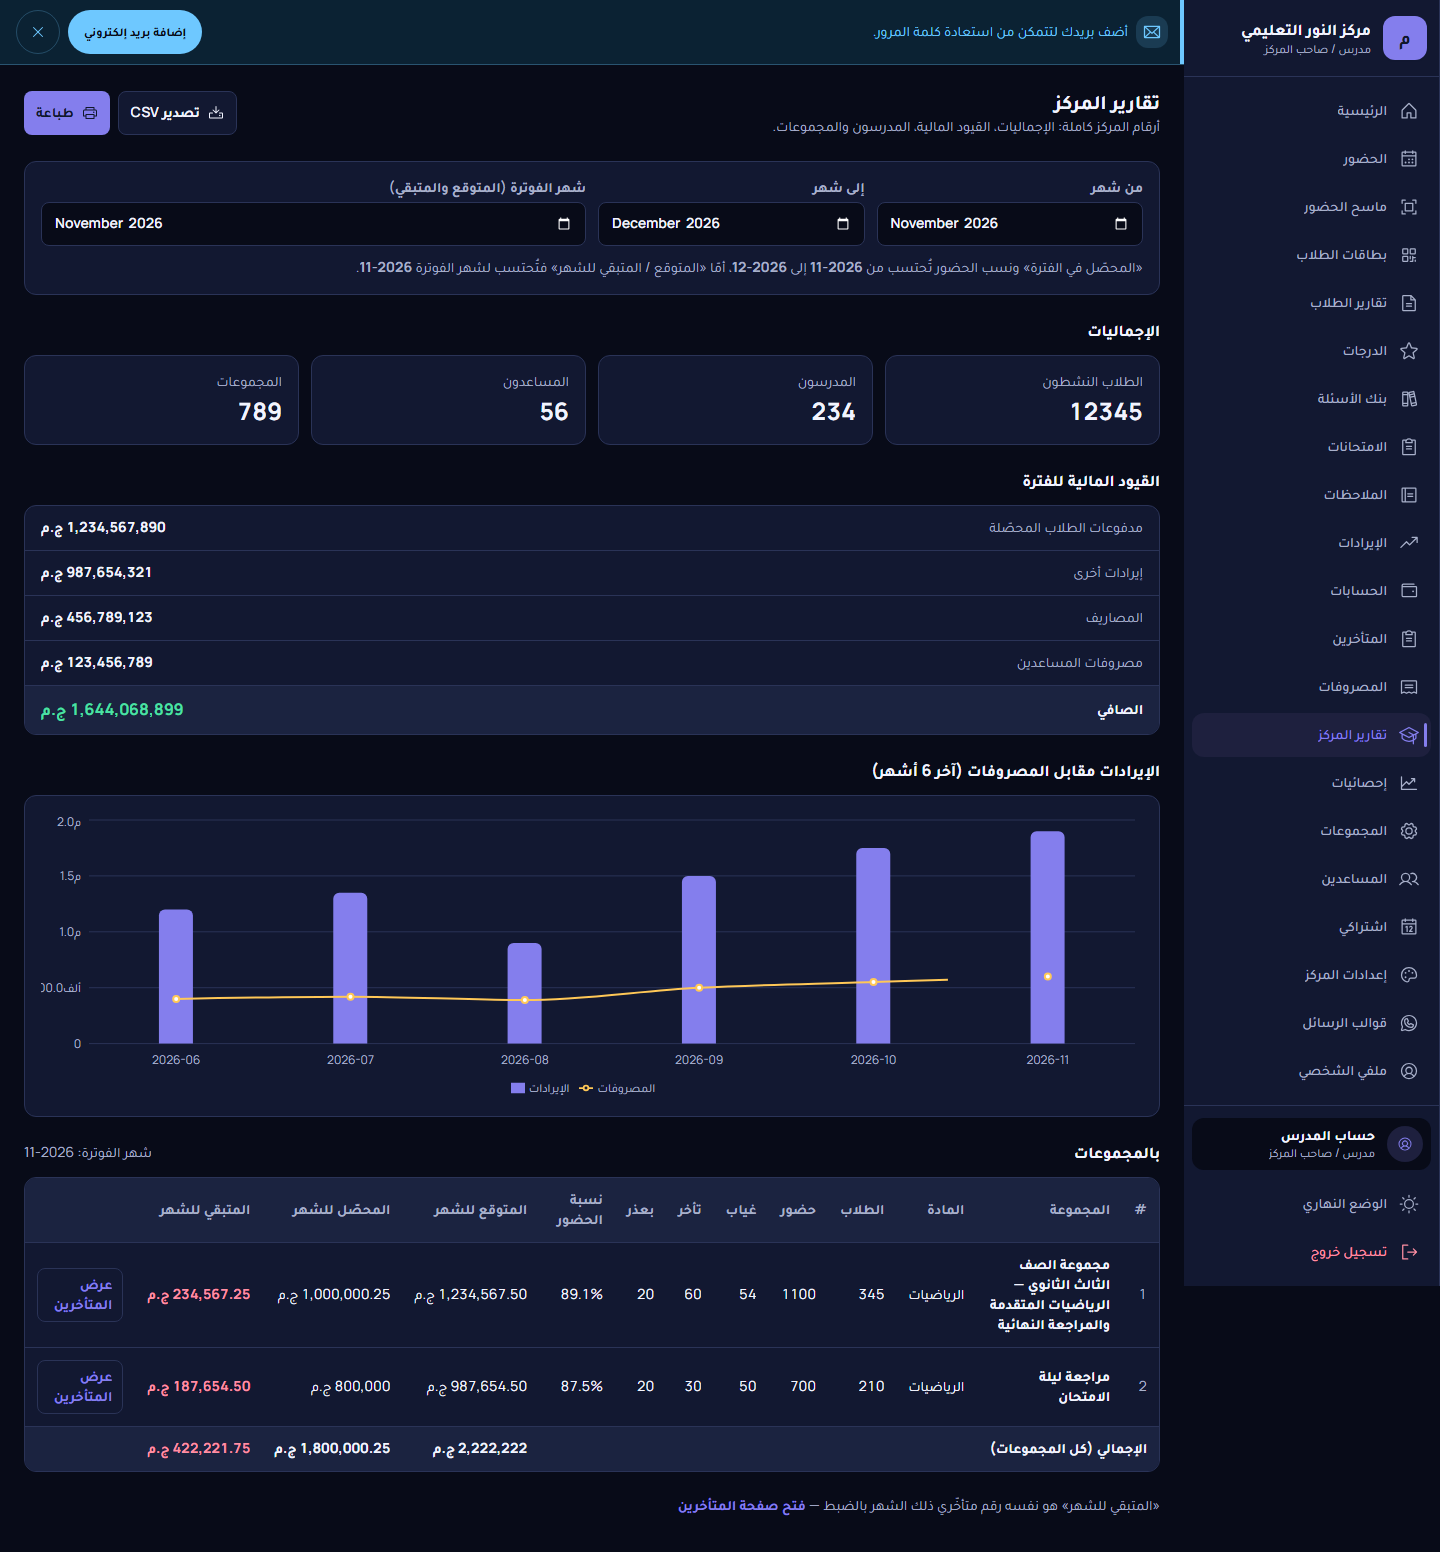 مركز النور التعليمي
مدرس / صاحب المركز
م
الرئيسية
الحضور
ماسح الحضور
بطاقات الطلاب
تقارير الطلاب
الدرجات
بنك الأسئلة
الامتحانات
الملاحظات
الإيرادات
الحسابات
المتأخرين
المصروفات
تقارير المركز
إحصائيات
المجموعات
المساعدين
اشتراكي
إعدادات المركز
قوالب الرسائل
ملفي الشخصي
حساب المدرس
مدرس / صاحب المركز
الوضع النهاري
تسجيل خروج
أضف بريدك لتتمكن من استعادة كلمة المرور.
إضافة بريد إلكتروني
تقارير المركز
أرقام المركز كاملة: الإجماليات، القيود المالية، المدرسون والمجموعات.
تصدير CSV
طباعة
من شهر
إلى شهر
شهر الفوترة (المتوقع والمتبقي)
November 2026
December 2026
November 2026
«المحصّل في الفترة» ونسب الحضور تُحتسب من 2026-11 إلى 2026-12. أمّا «المتوقع / المتبقي للشهر» فتُحتسب لشهر الفوترة 2026-11.
الإجماليات
الطلاب النشطون
12345
المدرسون
234
المساعدون
56
المجموعات
789
القيود المالية للفترة
مدفوعات الطلاب المحصّلة 1,234,567,890 ج.م
إيرادات أخرى 987,654,321 ج.م
المصاريف 456,789,123 ج.م
مصروفات المساعدين 123,456,789 ج.م
الصافي 1,644,068,899 ج.م
الإيرادات مقابل المصروفات (آخر 6 أشهر)
2.0م
1.5م
1.0م
00.0ألف
0
2026-06 2026-07 2026-08 2026-09 2026-10 2026-11
الإيرادات المصروفات
بالمجموعات
شهر الفوترة: 2026-11
# المجموعة المادة الطلاب حضور غياب تأخر بعذر نسبة الحضور المتوقع للشهر المحصّل للشهر المتبقي للشهر
1 مجموعة الصف الثالث الثانوي — الرياضيات المتقدمة والمراجعة النهائية الرياضيات 345 1100 54 60 20 89.1% 1,234,567.50 ج.م 1,000,000.25 ج.م 234,567.25 ج.م عرض المتأخرين
2 مراجعة ليلة الامتحان الرياضيات 210 700 50 30 20 87.5% 987,654.50 ج.م 800,000 ج.م 187,654.50 ج.م عرض المتأخرين
الإجمالي (كل المجموعات) 2,222,222 ج.م 1,800,000.25 ج.م 422,221.75 ج.م
«المتبقي للشهر» هو نفسه رقم متأخّري ذلك الشهر بالضبط — فتح صفحة المتأخرين